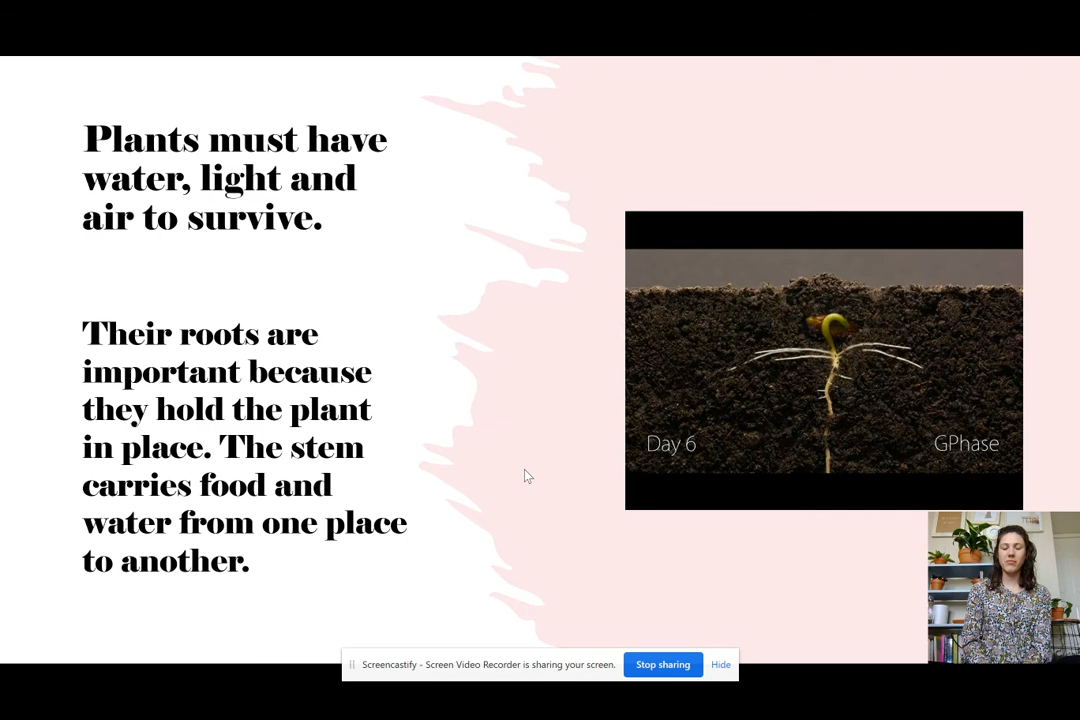 Plants must have
water, light and
air to survive.
Their roots are
important because
they hold the plant
in place. The stem
carries food and
water from one place
to another.
Day 6
GPhase
Screencastify - Screen Video Recorder is sharing your screen.
Stop sharing
Hide